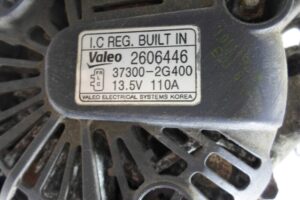 I.C REG. BUILT IN
Valeo 2606446
37300-2G400
13.5V 110A
VALEO ELECTRICAL SYSTEMS KOREA